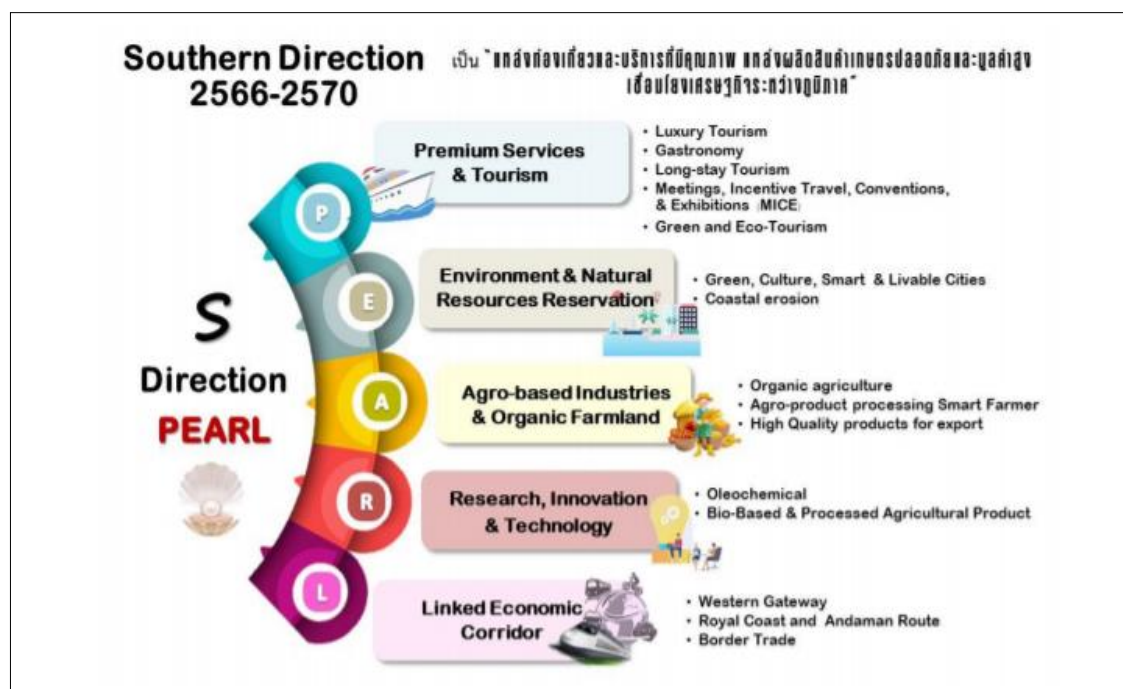 Southern Direction
2566-2570
เป็น "แหล่งท่องเที่ยวและบริการที่มีคุณภาพ แหล่งผลิตสินค้าเกษตรปลอดภัยและมูลค่าสูง
เชื่อมโยงเศรษฐกิจระหว่างภูมิภาค"
S
Direction
PEARL
P
Premium Services
& Tourism
• Luxury Tourism
• Gastronomy
• Long-stay Tourism
• Meetings, Incentive Travel, Conventions,
& Exhibitions (MICE)
• Green and Eco-Tourism
E
Environment & Natural
Resources Reservation
• Green, Culture, Smart & Livable Cities
• Coastal erosion
A
Agro-based Industries
& Organic Farmland
• Organic agriculture
• Agro-product processing Smart Farmer
• High Quality products for export
R
Research, Innovation
& Technology
• Oleochemical
• Bio-Based & Processed Agricultural Product
L
Linked Economic
Corridor
• Western Gateway
• Royal Coast and Andaman Route
• Border Trade